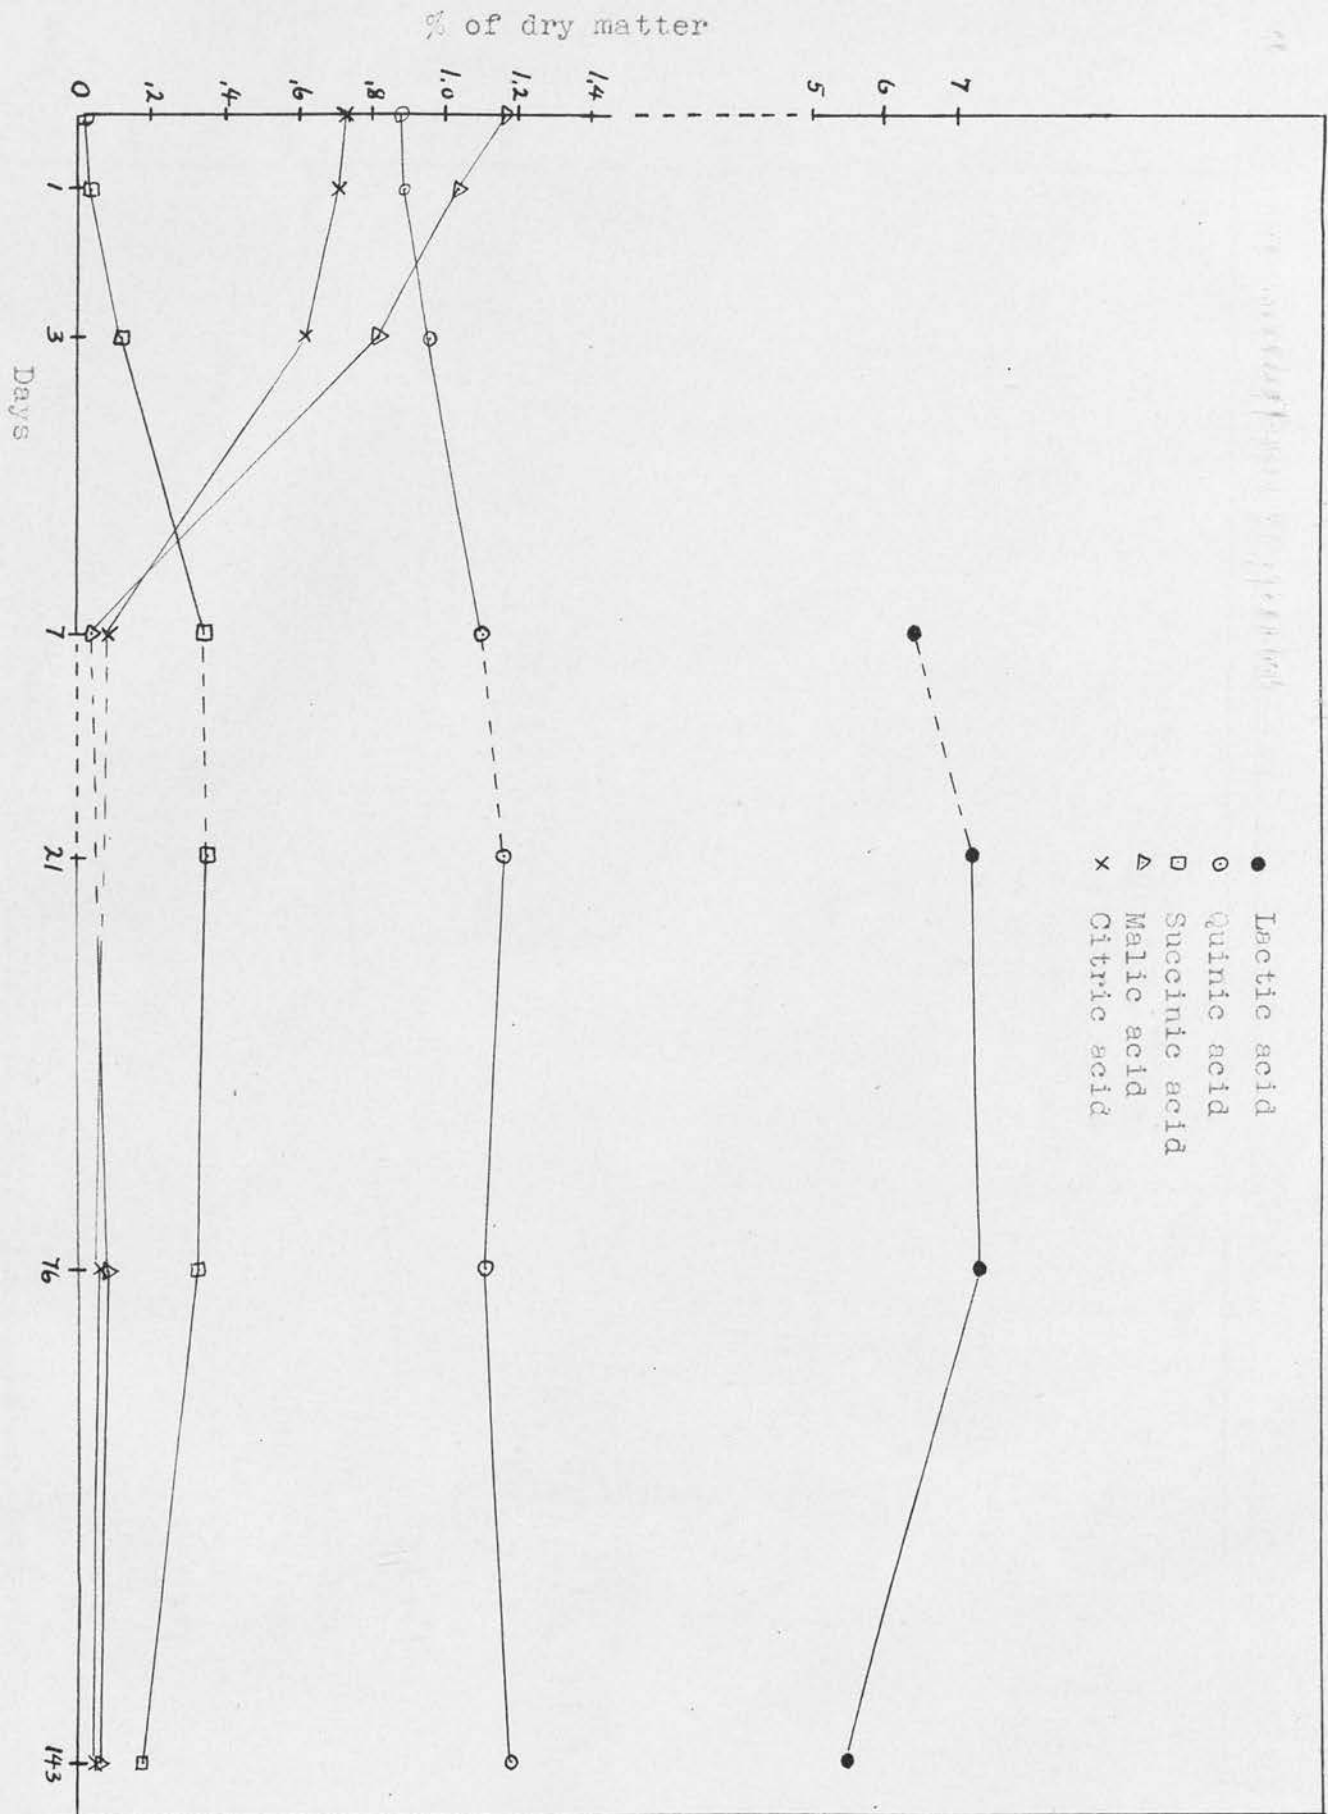 % of dry matter
0
.2
.4
.6
.8
1.0
1.2
1.4
5
6
7
1
3
7
21
76
143
Days
● Lactic acid
⊙ Quinic acid
□ Succinic acid
△ Malic acid
× Citric acid